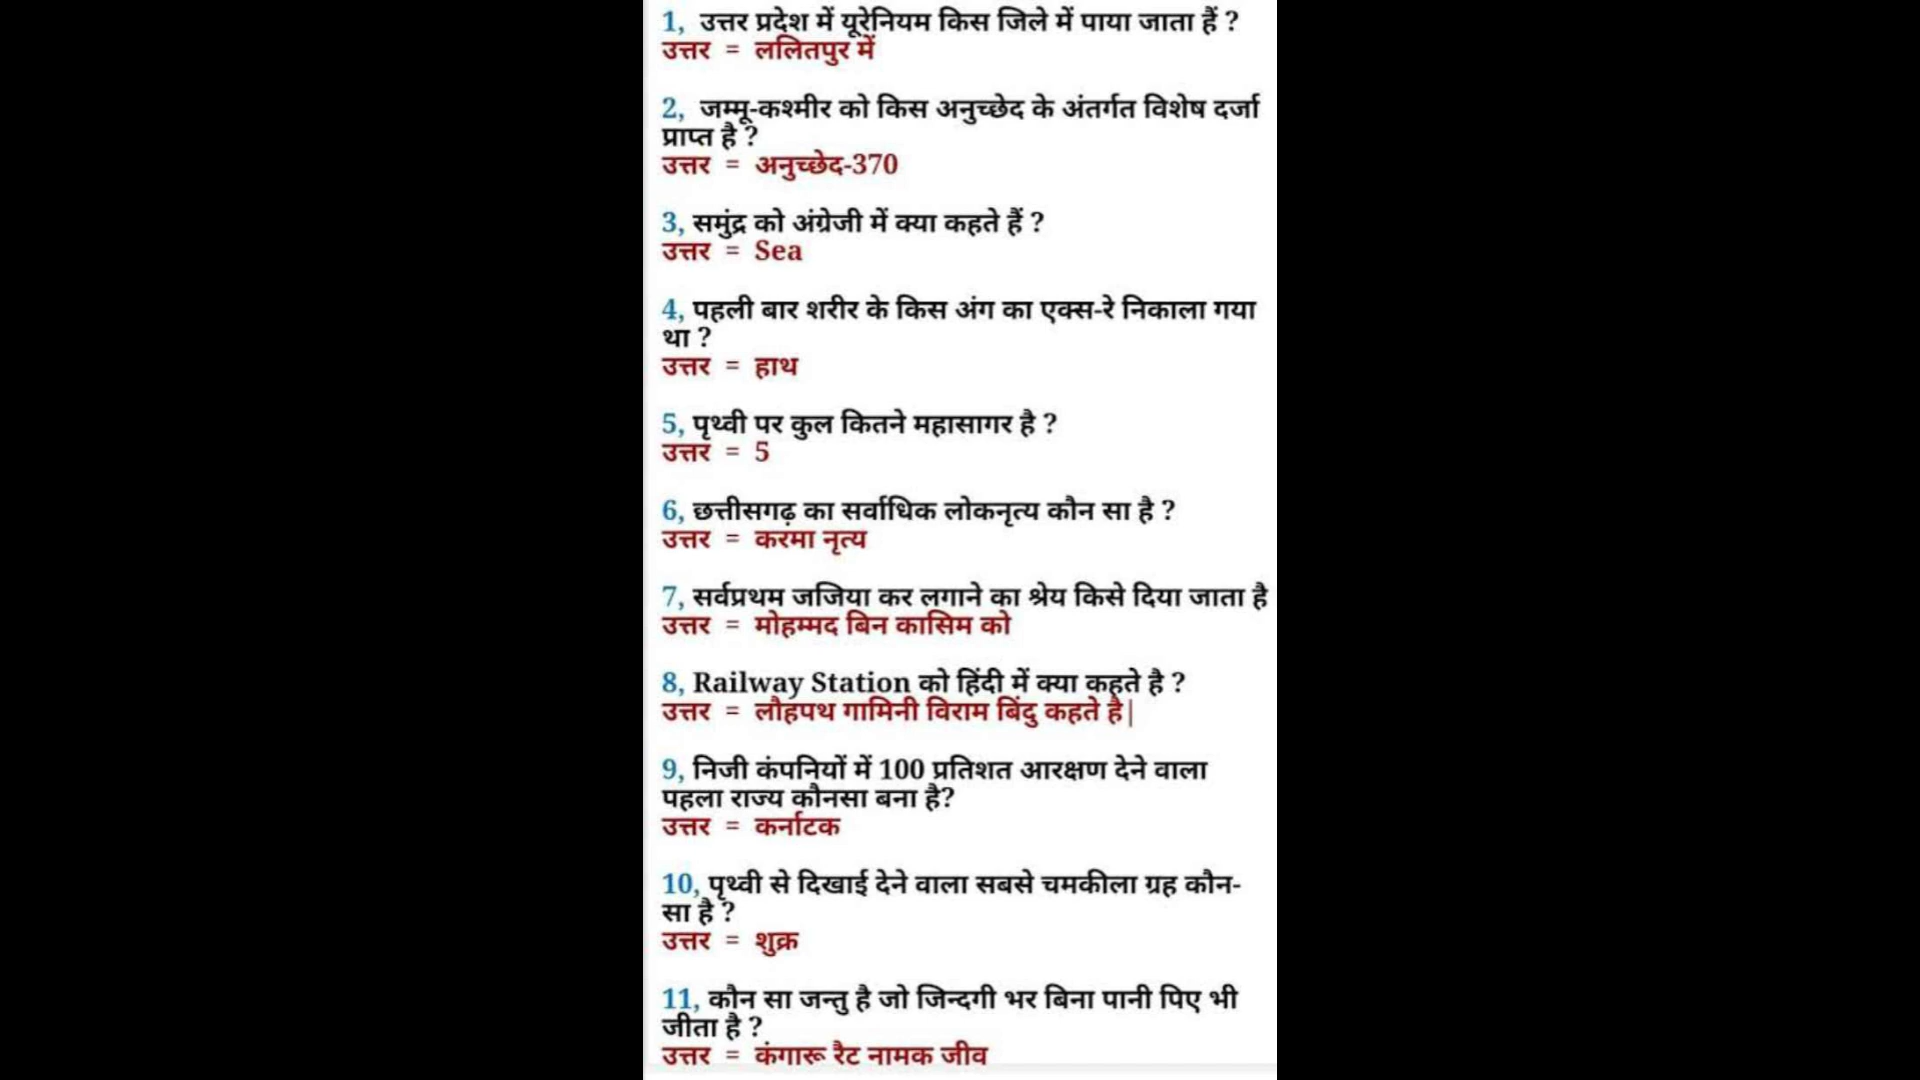 1, उत्तर प्रदेश में यूरेनियम किस जिले में पाया जाता हैं ?
उत्तर = ललितपुर में
2, जम्मू-कश्मीर को किस अनुच्छेद के अंतर्गत विशेष दर्जा
प्राप्त है ?
उत्तर = अनुच्छेद-370
3, समुंद्र को अंग्रेजी में क्या कहते हैं ?
उत्तर = Sea
4, पहली बार शरीर के किस अंग का एक्स-रे निकाला गया
था ?
उत्तर = हाथ
5, पृथ्वी पर कुल कितने महासागर है ?
उत्तर = 5
6, छत्तीसगढ़ का सर्वाधिक लोकनृत्य कौन सा है ?
उत्तर = करमा नृत्य
7, सर्वप्रथम जजिया कर लगाने का श्रेय किसे दिया जाता है
उत्तर = मोहम्मद बिन कासिम को
8, Railway Station को हिंदी में क्या कहते है ?
उत्तर = लौहपथ गामिनी विराम बिंदु कहते है|
9, निजी कंपनियों में 100 प्रतिशत आरक्षण देने वाला
पहला राज्य कौनसा बना है?
उत्तर = कर्नाटक
10, पृथ्वी से दिखाई देने वाला सबसे चमकीला ग्रह कौन-
सा है ?
उत्तर = शुक्र
11, कौन सा जन्तु है जो जिन्दगी भर बिना पानी पिए भी
जीता है ?
उत्तर = कंगारू रैट नामक जीव